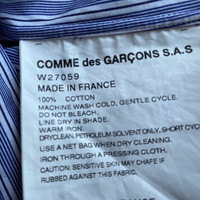 COMME des GARÇONS S.A.S
W27059
MADE IN FRANCE
100% COTTON
MACHINE WASH COLD, GENTLE CYCLE.
DO NOT BLEACH.
LINE DRY IN SHADE.
WARM IRON.
DRYCLEAN, PETROLEUM SOLVENT ONLY, SHORT CYCL
USE A NET BAG WHEN DRY CLEANING.
IRON THROUGH A PRESSING CLOTH.
CAUTION: SENSITIVE SKIN MAY CHAFE IF
RUBBED AGAINST THIS FABRIC.